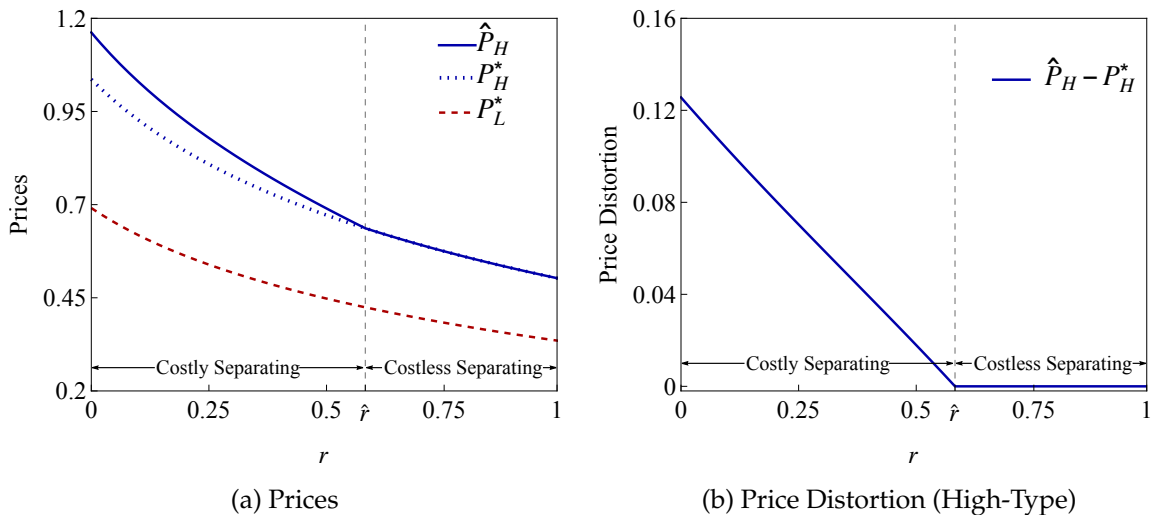 1.2
0.95
0.7
0.45
0.2
Prices
P̂_H
P*_H
P*_L
Costly Separating
Costless Separating
0
0.25
0.5
r̂
0.75
1
r
(a) Prices
0.16
0.12
0.08
0.04
0
Price Distortion
P̂_H − P*_H
Costly Separating
Costless Separating
0
0.25
0.5
r̂
0.75
1
r
(b) Price Distortion (High-Type)